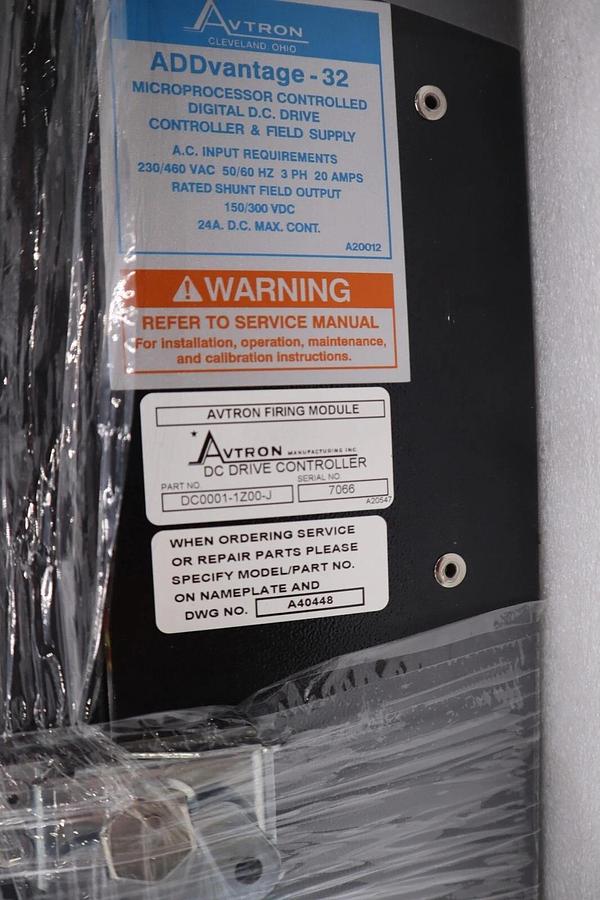 AVTRON
CLEVELAND, OHIO
ADDvantage - 32
MICROPROCESSOR CONTROLLED
DIGITAL D.C. DRIVE
CONTROLLER & FIELD SUPPLY
A.C. INPUT REQUIREMENTS
230/460 VAC 50/60 HZ 3 PH 20 AMPS
RATED SHUNT FIELD OUTPUT
150/300 VDC
24A. D.C. MAX. CONT.
A20012
WARNING
REFER TO SERVICE MANUAL
For installation, operation, maintenance,
and calibration instructions.
AVTRON FIRING MODULE
AVTRON MANUFACTURING INC
DC DRIVE CONTROLLER
PART NO. SERIAL NO.
DC0001-1Z00-J 7066
A20547
WHEN ORDERING SERVICE
OR REPAIR PARTS PLEASE
SPECIFY MODEL/PART NO.
ON NAMEPLATE AND
DWG NO. A40448